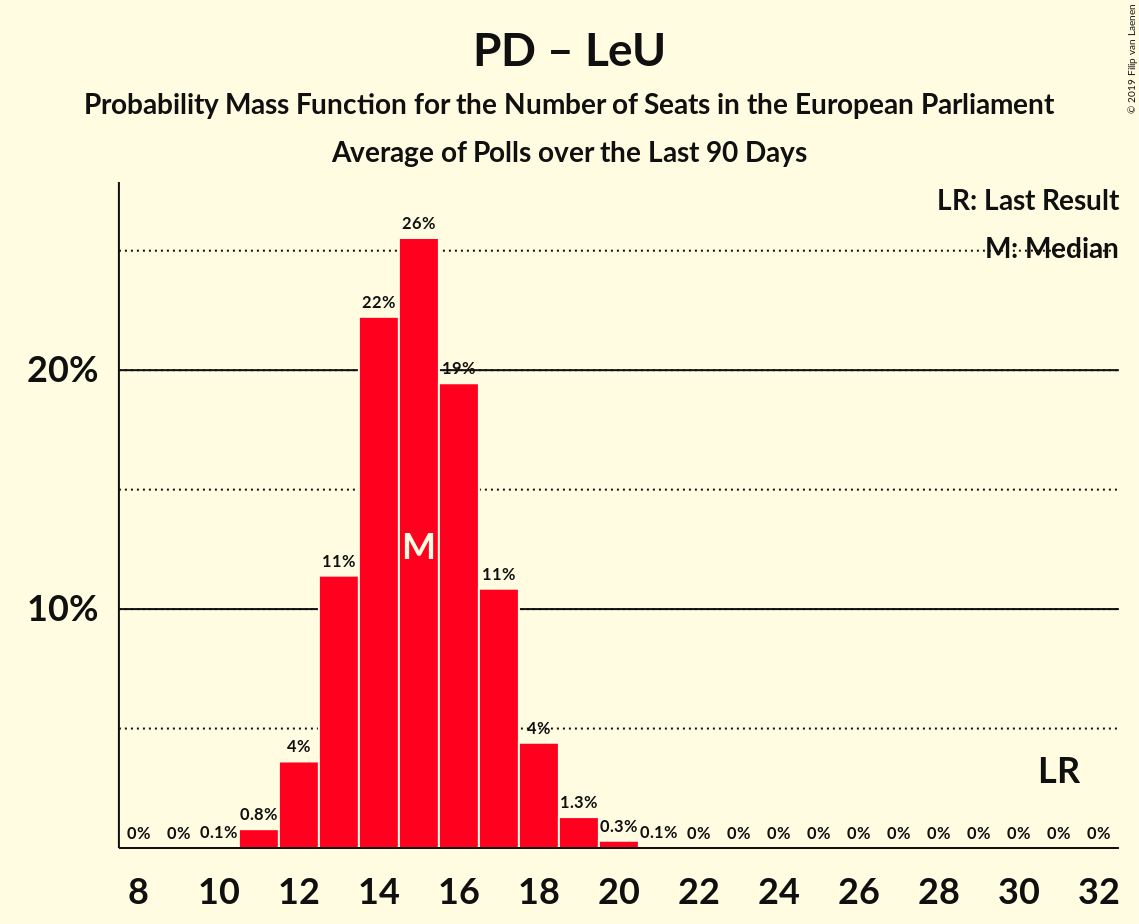 PD – LeU
Probability Mass Function for the Number of Seats in the European Parliament
Average of Polls over the Last 90 Days
© 2019 Filip van Laenen
LR: Last Result
M: Median
26%
22%
20%
19%
M
11%
11%
10%
4%
4%
LR
0% 0% 0.1% 0.8% 1.3% 0.3% 0.1% 0% 0% 0% 0% 0% 0% 0% 0% 0% 0% 0%
8 10 12 14 16 18 20 22 24 26 28 30 32